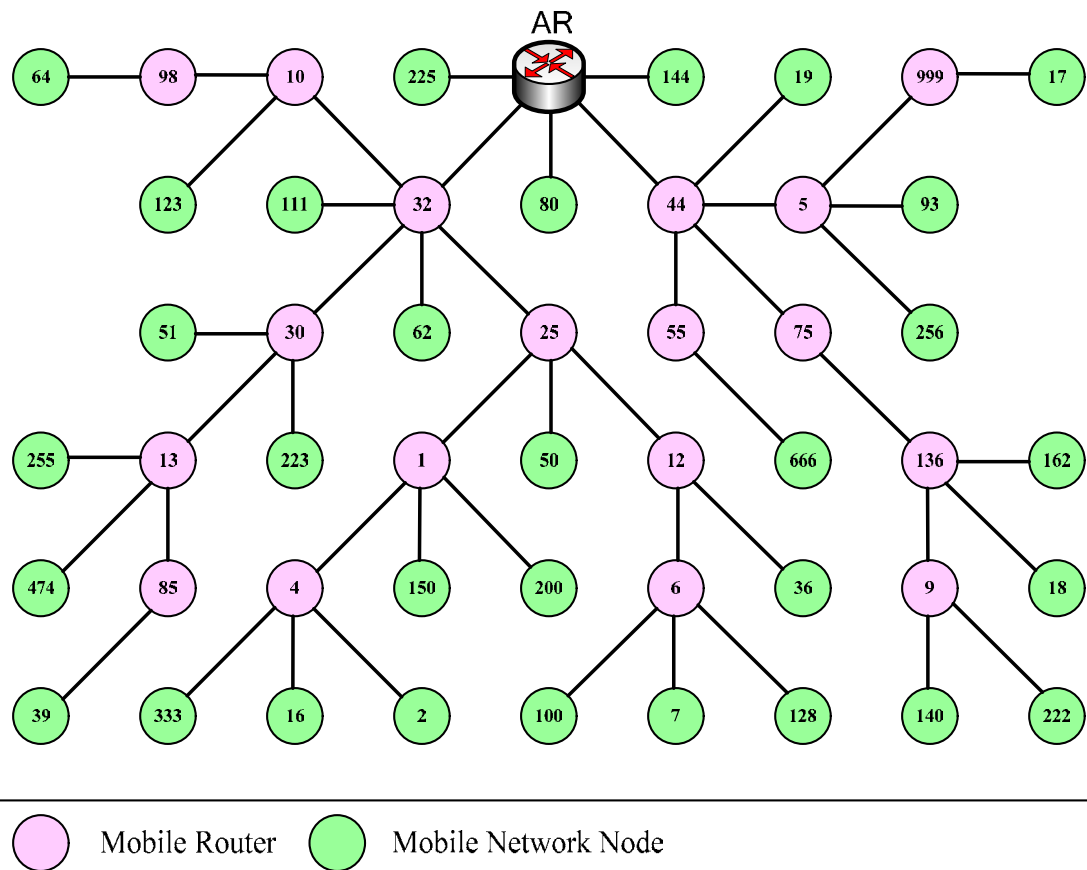 AR
64 98 10 225 144 19 999 17
123 111 32 80 44 5 93
51 30 62 25 55 75 256
255 13 223 1 50 12 666 136 162
474 85 4 150 200 6 36 9 18
39 333 16 2 100 7 128 140 222
Mobile Router Mobile Network Node